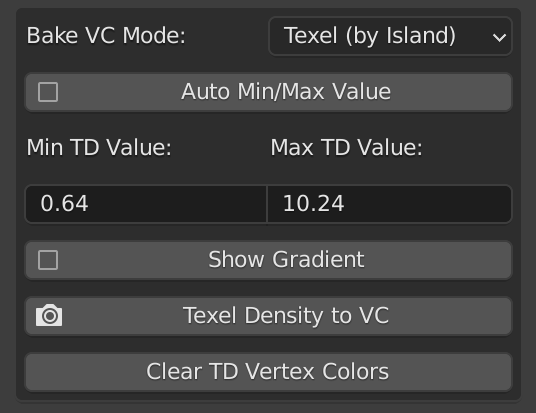 Bake VC Mode: Texel (by Island)
Auto Min/Max Value
Min TD Value: Max TD Value:
0.64 10.24
Show Gradient
Texel Density to VC
Clear TD Vertex Colors